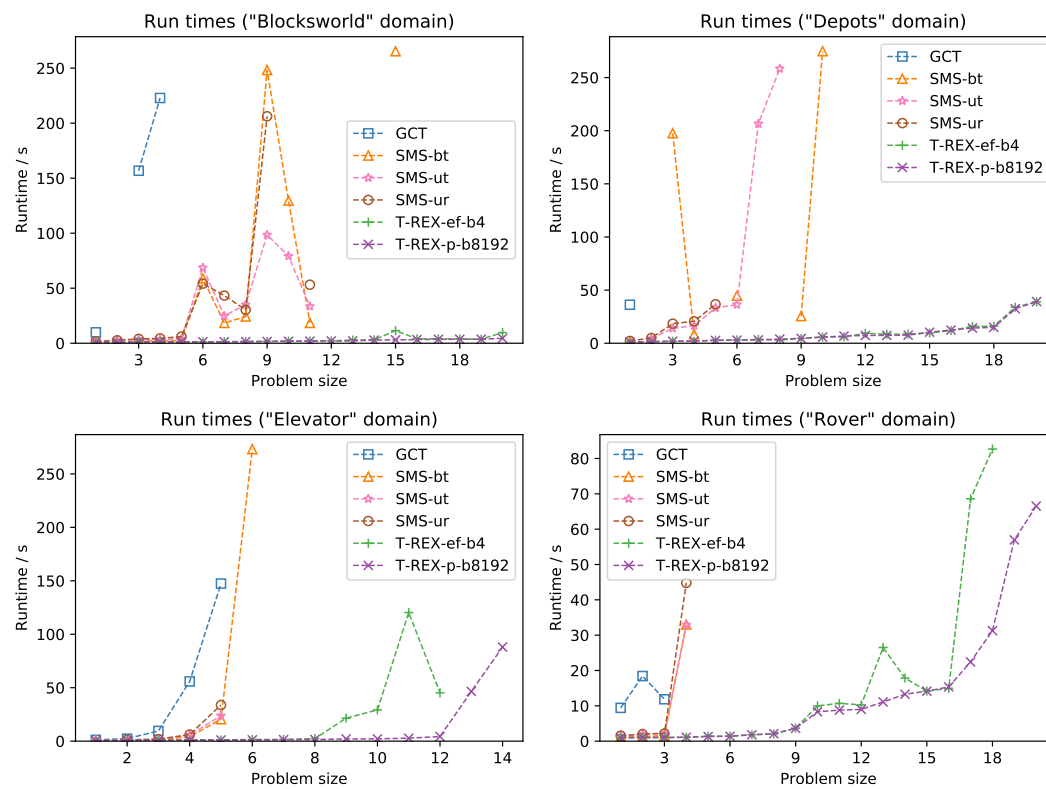 Run times ("Blocksworld" domain)
Runtime / s
250
200
150
100
50
0
3
6
9
12
15
18
Problem size
GCT
SMS-bt
SMS-ut
SMS-ur
T-REX-ef-b4
T-REX-p-b8192
Run times ("Depots" domain)
Runtime / s
250
200
150
100
50
0
3
6
9
12
15
18
Problem size
GCT
SMS-bt
SMS-ut
SMS-ur
T-REX-ef-b4
T-REX-p-b8192
Run times ("Elevator" domain)
Runtime / s
250
200
150
100
50
0
2
4
6
8
10
12
14
Problem size
GCT
SMS-bt
SMS-ut
SMS-ur
T-REX-ef-b4
T-REX-p-b8192
Run times ("Rover" domain)
Runtime / s
80
70
60
50
40
30
20
10
0
3
6
9
12
15
18
Problem size
GCT
SMS-bt
SMS-ut
SMS-ur
T-REX-ef-b4
T-REX-p-b8192